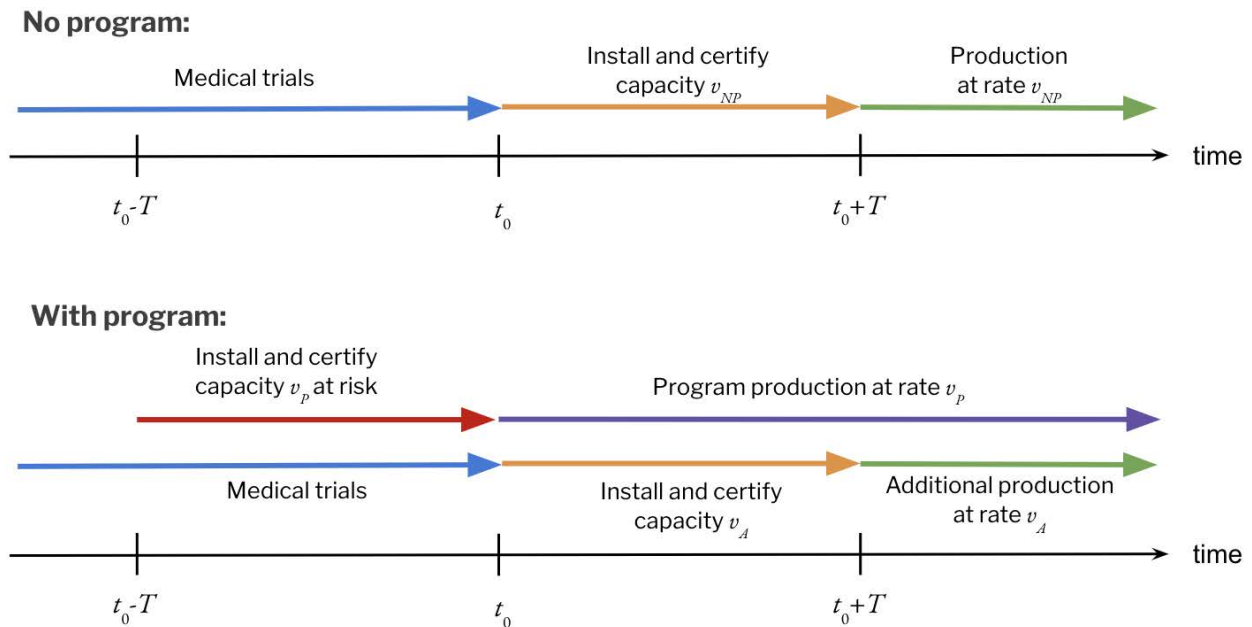 No program:
Medical trials
Install and certify
capacity v_NP
Production
at rate v_NP
time
t_0-T
t_0
t_0+T
With program:
Install and certify
capacity v_P at risk
Program production at rate v_P
Medical trials
Install and certify
capacity v_A
Additional production
at rate v_A
time
t_0-T
t_0
t_0+T